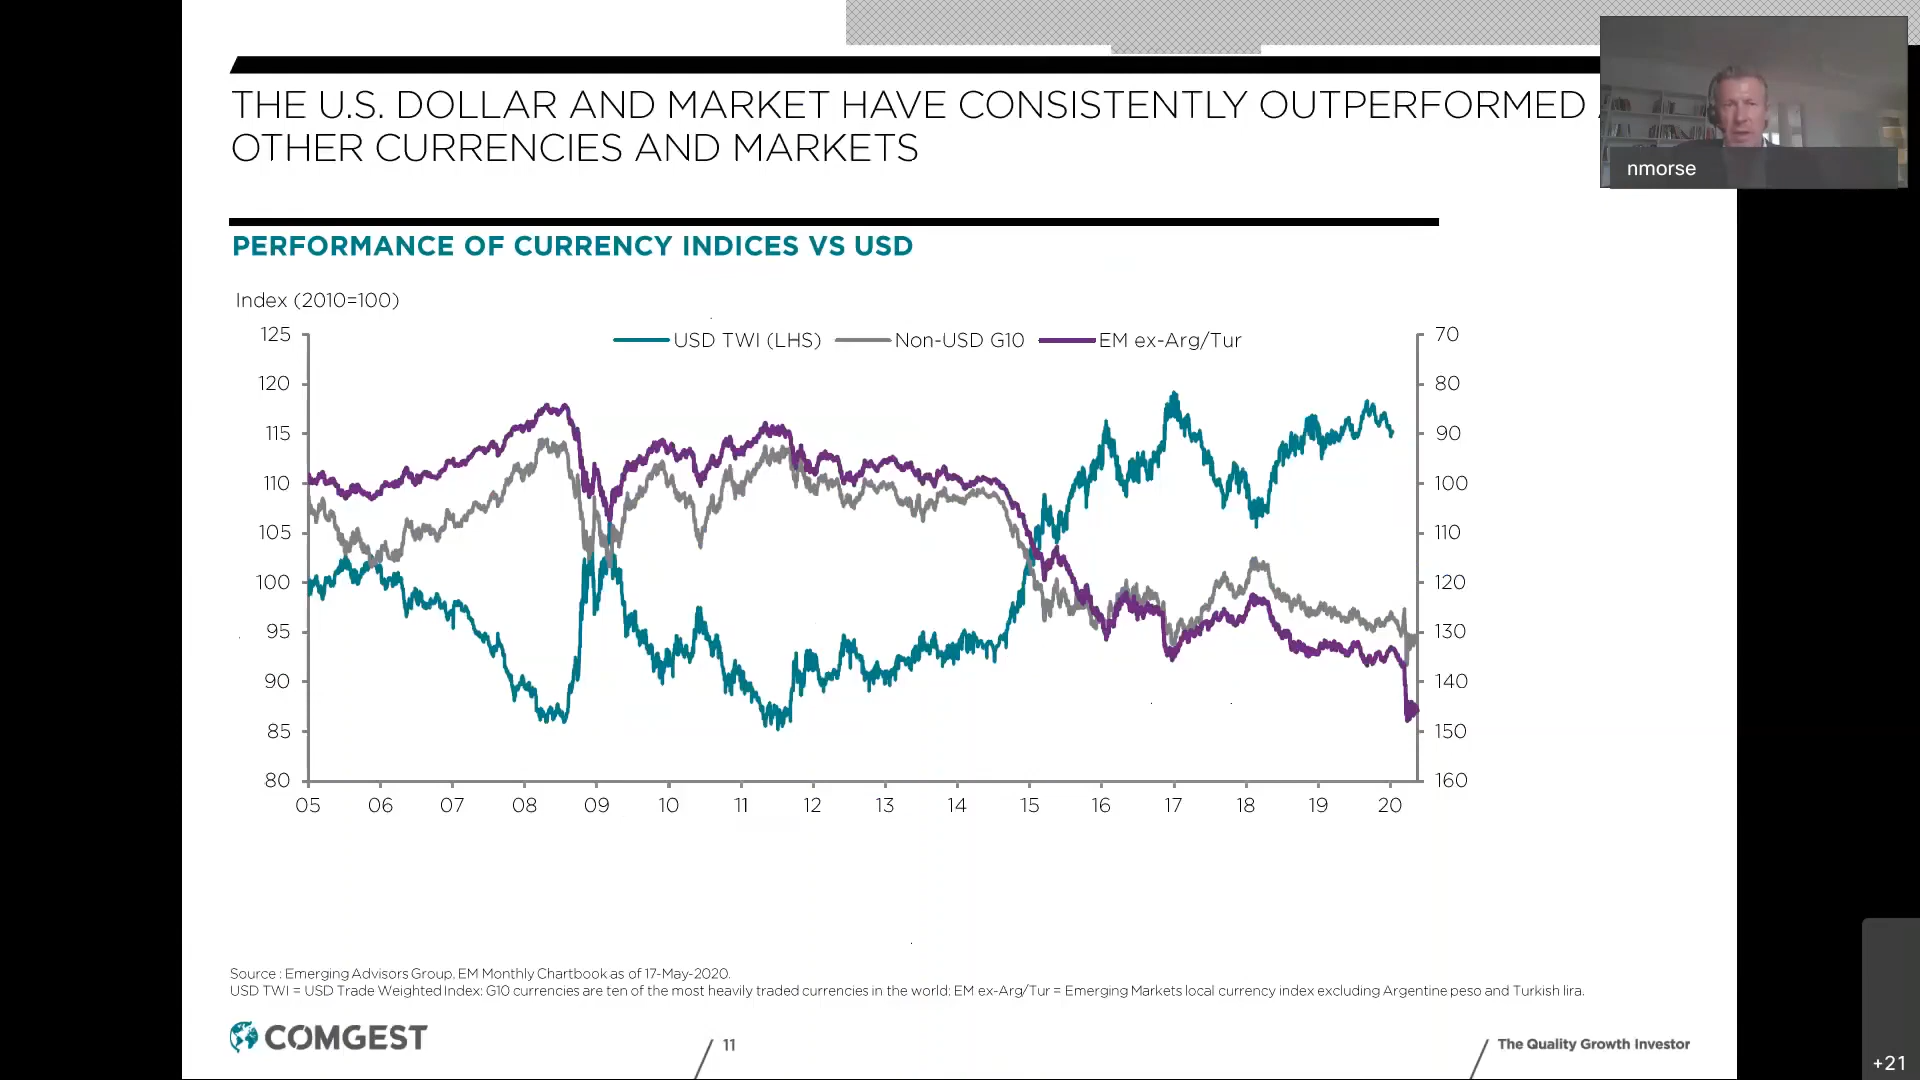 THE U.S. DOLLAR AND MARKET HAVE CONSISTENTLY OUTPERFORMED
OTHER CURRENCIES AND MARKETS
nmorse
PERFORMANCE OF CURRENCY INDICES VS USD
Index (2010=100)
USD TWI (LHS) Non-USD G10 EM ex-Arg/Tur
125 70
120 80
115 90
110 100
105 110
100 120
95 130
90 140
85 150
80 160
05 06 07 08 09 10 11 12 13 14 15 16 17 18 19 20
Source : Emerging Advisors Group. EM Monthly Chartbook as of 17-May-2020.
USD TWI = USD Trade Weighted Index; G10 currencies are ten of the most heavily traded currencies in the world; EM ex-Arg/Tur = Emerging Markets local currency index excluding Argentine peso and Turkish lira.
COMGEST
11
The Quality Growth Investor
+21